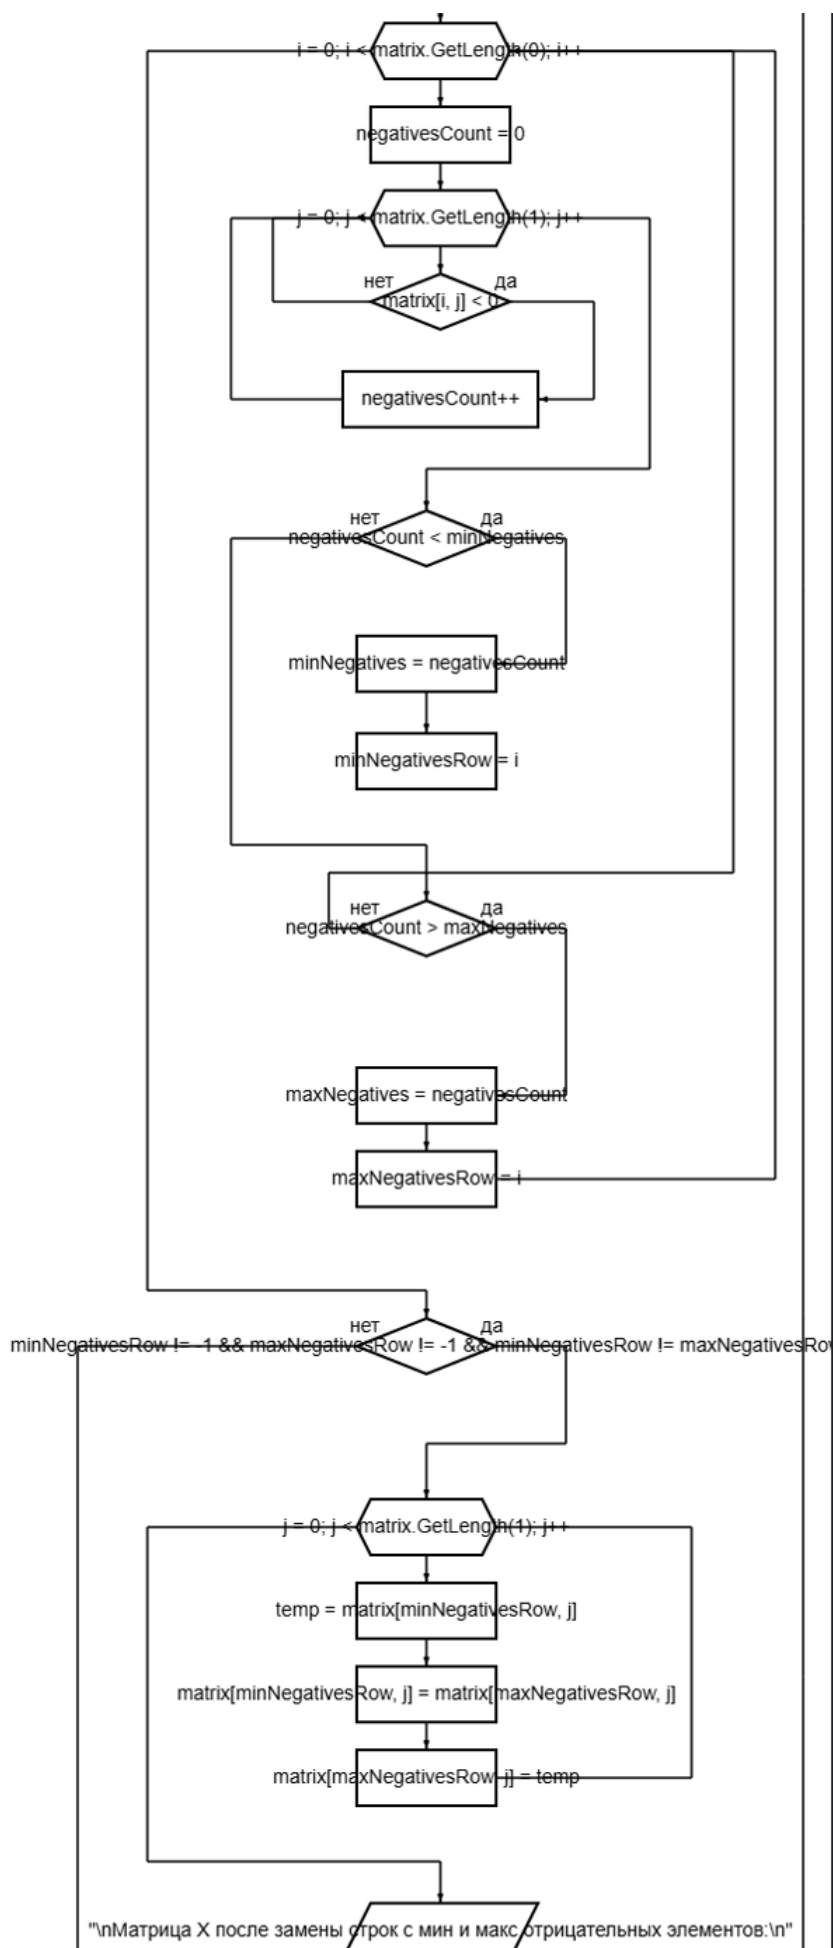 i = 0; i < matrix.GetLength(0); i++
negativesCount = 0
j = 0; j < matrix.GetLength(1); j++
нет да
matrix[i, j] < 0
negativesCount++
нет да
negativesCount < minNegatives
minNegatives = negativesCount
minNegativesRow = i
нет да
negativesCount > maxNegatives
maxNegatives = negativesCount
maxNegativesRow = i
нет да
minNegativesRow != -1 && maxNegativesRow != -1 && minNegativesRow != maxNegativesRow
j = 0; j < matrix.GetLength(1); j++
temp = matrix[minNegativesRow, j]
matrix[minNegativesRow, j] = matrix[maxNegativesRow, j]
matrix[maxNegativesRow, j] = temp
"\nМатрица X после замены строк с мин и макс отрицательных элементов:\n"